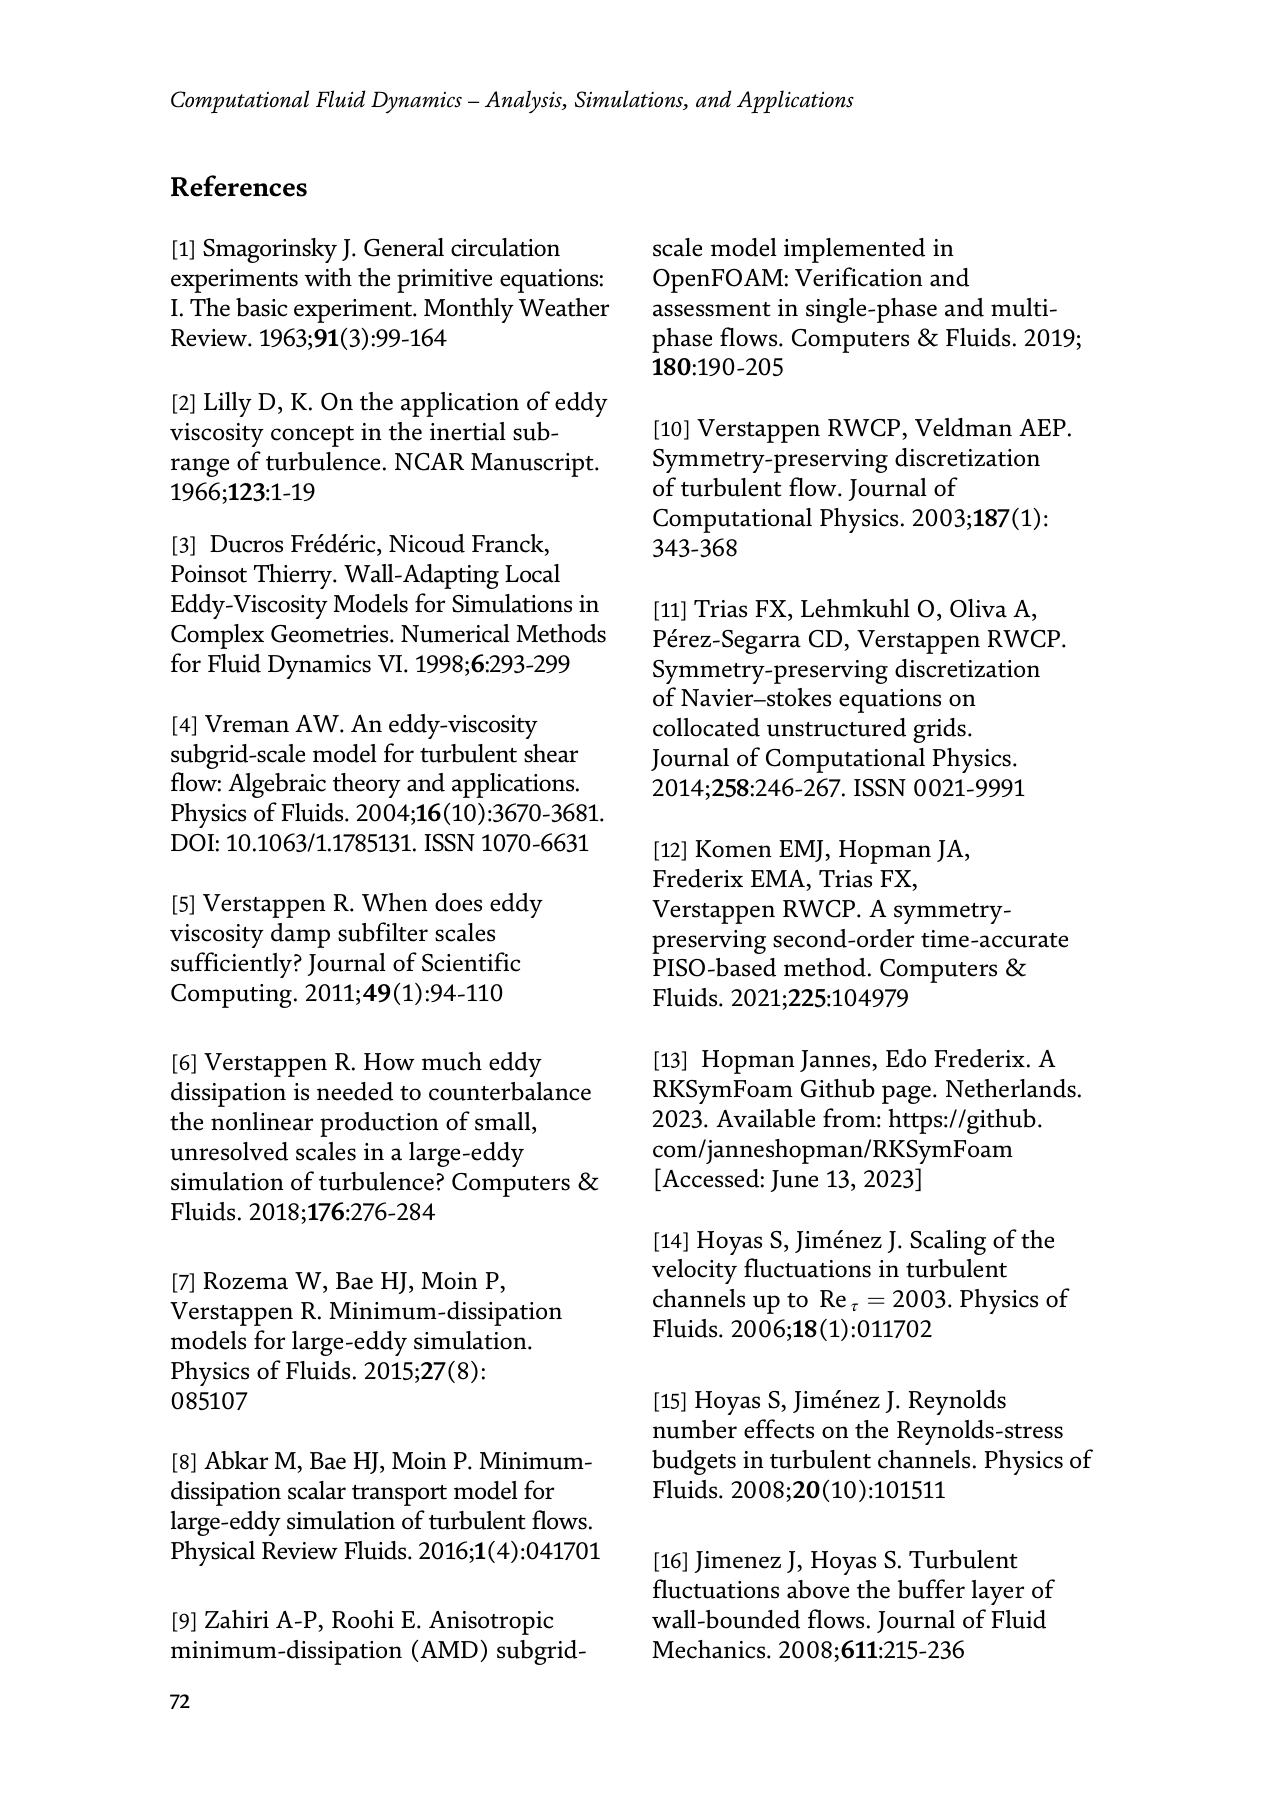 Computational Fluid Dynamics – Analysis, Simulations, and Applications
References
[1] Smagorinsky J. General circulation
experiments with the primitive equations:
I. The basic experiment. Monthly Weather
Review. 1963;91(3):99-164
[2] Lilly D, K. On the application of eddy
viscosity concept in the inertial sub-
range of turbulence. NCAR Manuscript.
1966;123:1-19
[3] Ducros Frédéric, Nicoud Franck,
Poinsot Thierry. Wall-Adapting Local
Eddy-Viscosity Models for Simulations in
Complex Geometries. Numerical Methods
for Fluid Dynamics VI. 1998;6:293-299
[4] Vreman AW. An eddy-viscosity
subgrid-scale model for turbulent shear
flow: Algebraic theory and applications.
Physics of Fluids. 2004;16(10):3670-3681.
DOI: 10.1063/1.1785131. ISSN 1070-6631
[5] Verstappen R. When does eddy
viscosity damp subfilter scales
sufficiently? Journal of Scientific
Computing. 2011;49(1):94-110
[6] Verstappen R. How much eddy
dissipation is needed to counterbalance
the nonlinear production of small,
unresolved scales in a large-eddy
simulation of turbulence? Computers &
Fluids. 2018;176:276-284
[7] Rozema W, Bae HJ, Moin P,
Verstappen R. Minimum-dissipation
models for large-eddy simulation.
Physics of Fluids. 2015;27(8):
085107
[8] Abkar M, Bae HJ, Moin P. Minimum-
dissipation scalar transport model for
large-eddy simulation of turbulent flows.
Physical Review Fluids. 2016;1(4):041701
[9] Zahiri A-P, Roohi E. Anisotropic
minimum-dissipation (AMD) subgrid-
scale model implemented in
OpenFOAM: Verification and
assessment in single-phase and multi-
phase flows. Computers & Fluids. 2019;
180:190-205
[10] Verstappen RWCP, Veldman AEP.
Symmetry-preserving discretization
of turbulent flow. Journal of
Computational Physics. 2003;187(1):
343-368
[11] Trias FX, Lehmkuhl O, Oliva A,
Pérez-Segarra CD, Verstappen RWCP.
Symmetry-preserving discretization
of Navier–stokes equations on
collocated unstructured grids.
Journal of Computational Physics.
2014;258:246-267. ISSN 0021-9991
[12] Komen EMJ, Hopman JA,
Frederix EMA, Trias FX,
Verstappen RWCP. A symmetry-
preserving second-order time-accurate
PISO-based method. Computers &
Fluids. 2021;225:104979
[13] Hopman Jannes, Edo Frederix. A
RKSymFoam Github page. Netherlands.
2023. Available from: https://github.
com/janneshopman/RKSymFoam
[Accessed: June 13, 2023]
[14] Hoyas S, Jiménez J. Scaling of the
velocity fluctuations in turbulent
channels up to Re τ = 2003. Physics of
Fluids. 2006;18(1):011702
[15] Hoyas S, Jiménez J. Reynolds
number effects on the Reynolds-stress
budgets in turbulent channels. Physics of
Fluids. 2008;20(10):101511
[16] Jimenez J, Hoyas S. Turbulent
fluctuations above the buffer layer of
wall-bounded flows. Journal of Fluid
Mechanics. 2008;611:215-236
72